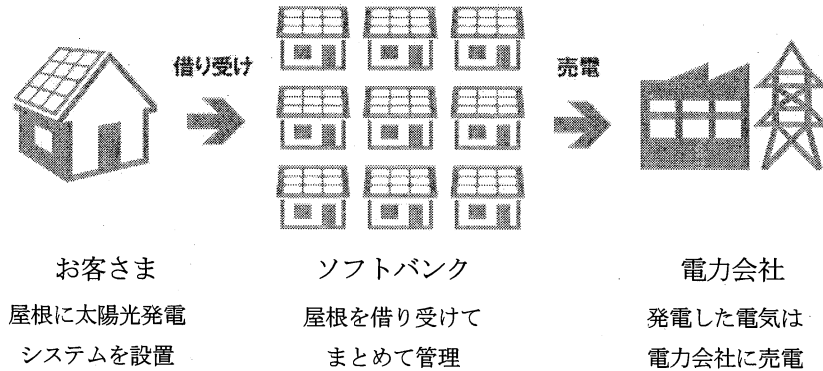 借り受け
売電
お客さま
屋根に太陽光発電
システムを設置
ソフトバンク
屋根を借り受けて
まとめて管理
電力会社
発電した電気は
電力会社に売電